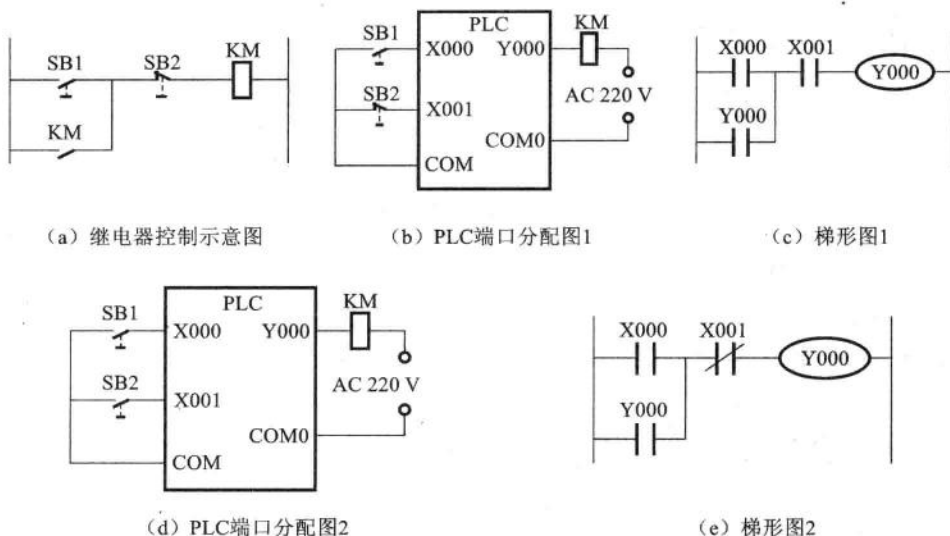 SB1
SB2
KM
KM
(a) 继电器控制示意图
PLC
SB1
X000
Y000
KM
SB2
X001
AC 220 V
COM0
COM
(b) PLC端口分配图1
X000
X001
Y000
Y000
(c) 梯形图1
PLC
SB1
X000
Y000
KM
SB2
X001
AC 220 V
COM0
COM
(d) PLC端口分配图2
X000
X001
Y000
Y000
(e) 梯形图2